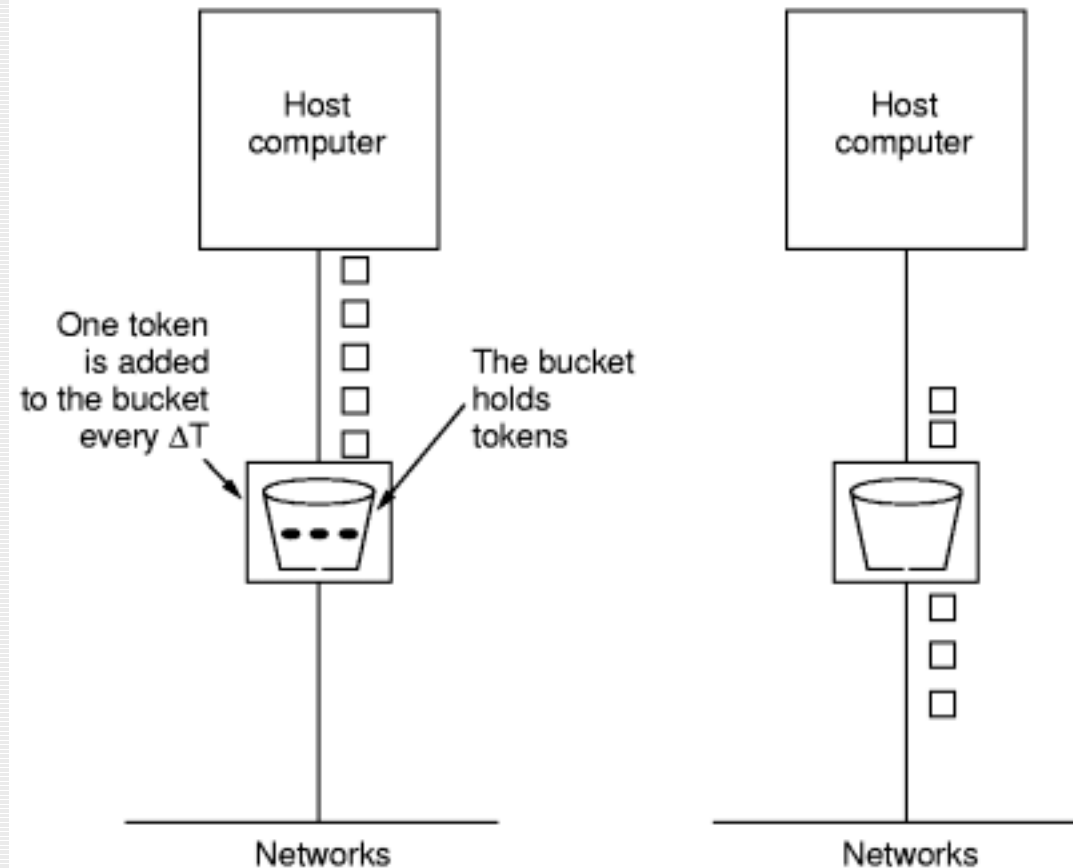 Host
computer
Host
computer
One token
is added
to the bucket
every ΔT
The bucket
holds
tokens
Networks
Networks